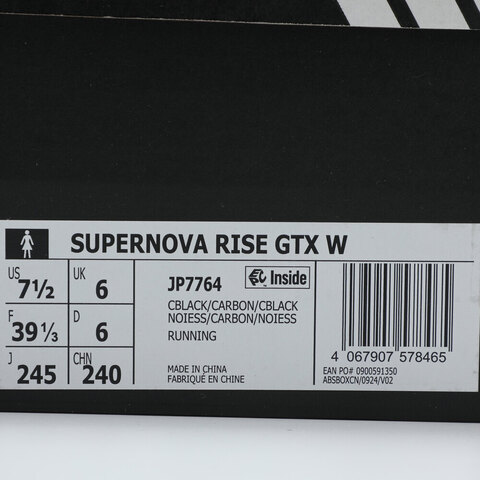 SUPERNOVA RISE GTX W
US 7½ UK 6
F 39⅓ D 6
J 245 CHN 240
JP7764 Inside
CBLACK/CARBON/CBLACK
NOIESS/CARBON/NOIESS
RUNNING
MADE IN CHINA
FABRIQUÉ EN CHINE
4 067907 578465
EAN PO# 0900591350
ABSBOXCN/0924/V02